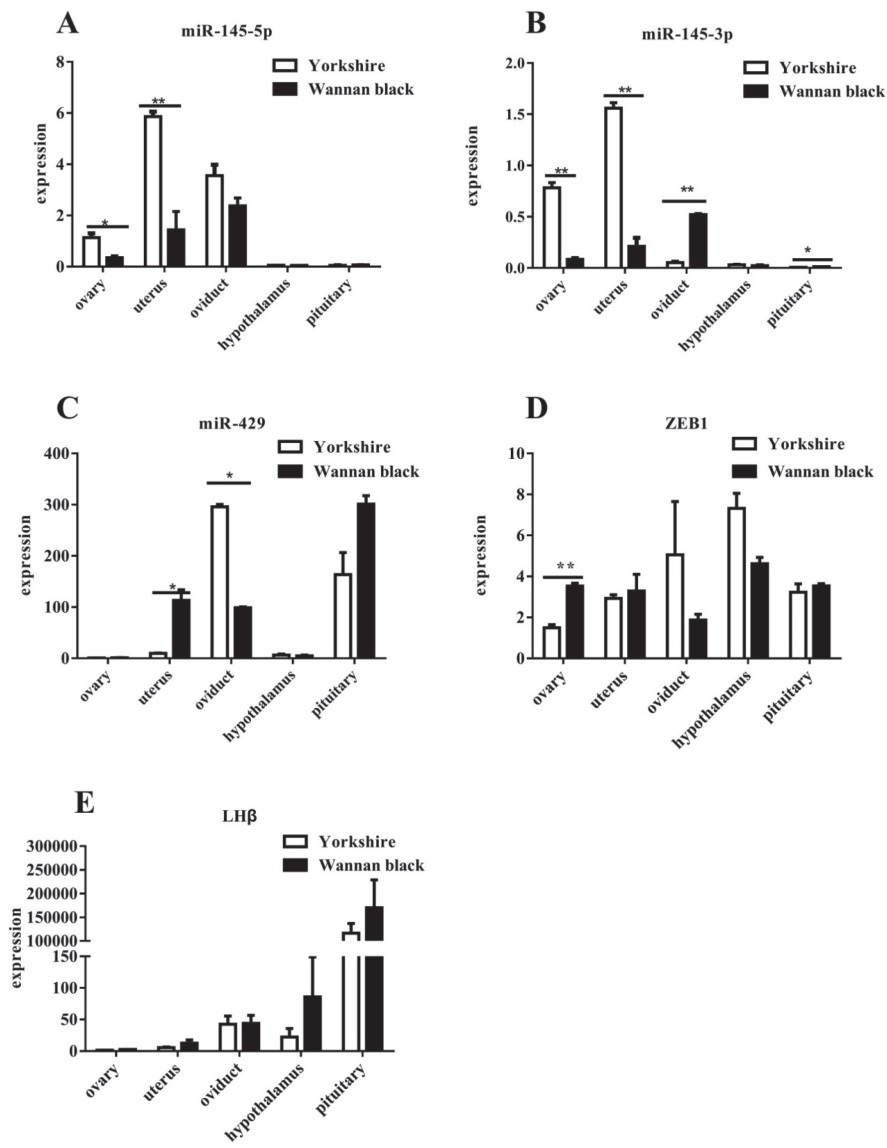 A
miR-145-5p
Yorkshire
Wannan black
expression
6
4
2
0
*
**
ovary
uterus
oviduct
hypothalamus
pituitary
B
miR-145-3p
Yorkshire
Wannan black
expression
2.0
1.5
1.0
0.5
0.0
**
**
**
*
ovary
uterus
oviduct
hypothalamus
pituitary
C
miR-429
Yorkshire
Wannan black
expression
400
300
200
100
0
*
*
ovary
uterus
oviduct
hypothalamus
pituitary
D
ZEB1
Yorkshire
Wannan black
expression
10
8
6
4
2
0
**
ovary
uterus
oviduct
hypothalamus
pituitary
E
LHβ
Yorkshire
Wannan black
expression
300000
250000
200000
150000
100000
150
100
50
0
ovary
uterus
oviduct
hypothalamus
pituitary